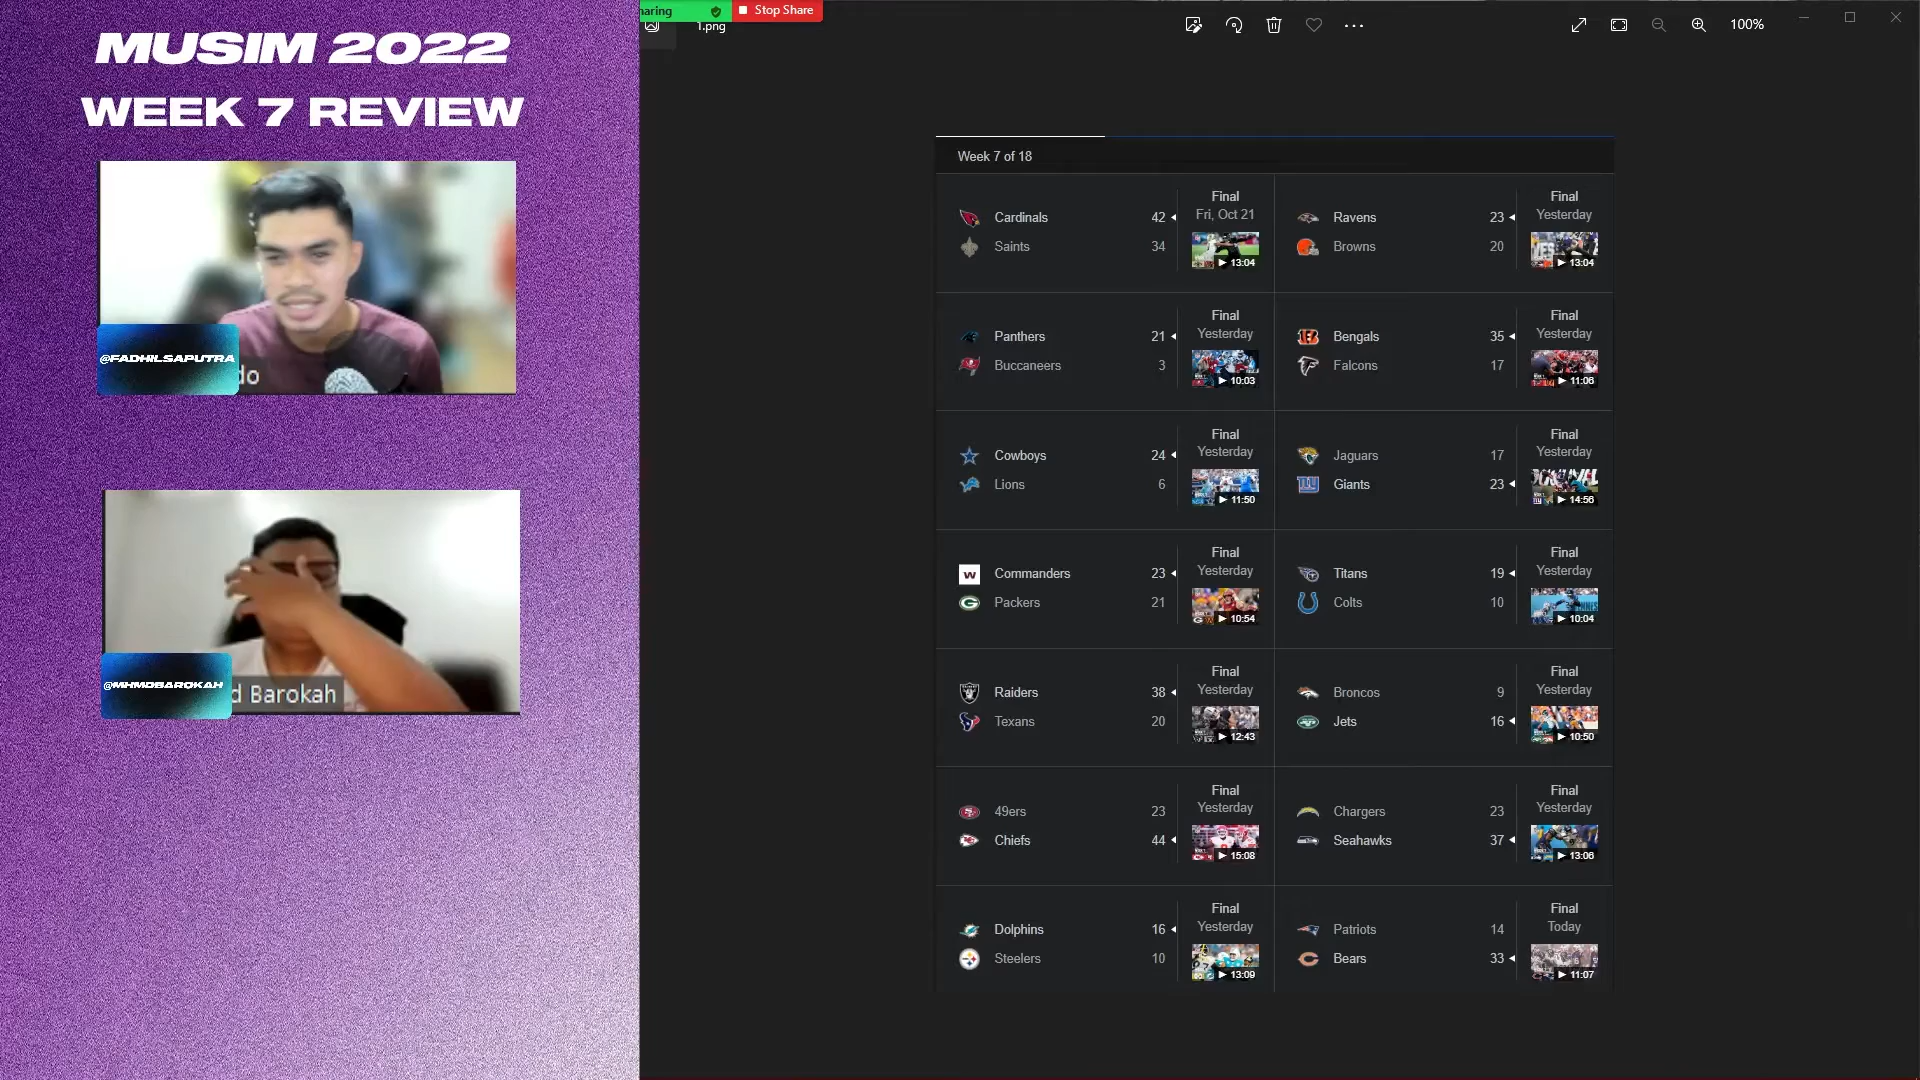 MUSIM 2022
WEEK 7 REVIEW
@FADHILSAPUTRA
do
@MHMDBAROKAH
d Barokah
haring
Stop Share
1.png
100%
Week 7 of 18
Cardinals 42
Saints 34
Final
Fri, Oct 21
13:04
Ravens 23
Browns 20
Final
Yesterday
13:04
Panthers 21
Buccaneers 3
Final
Yesterday
10:03
Bengals 35
Falcons 17
Final
Yesterday
11:06
Cowboys 24
Lions 6
Final
Yesterday
11:50
Jaguars 17
Giants 23
Final
Yesterday
14:56
Commanders 23
Packers 21
Final
Yesterday
10:54
Titans 19
Colts 10
Final
Yesterday
10:04
Raiders 38
Texans 20
Final
Yesterday
12:43
Broncos 9
Jets 16
Final
Yesterday
10:50
49ers 23
Chiefs 44
Final
Yesterday
15:08
Chargers 23
Seahawks 37
Final
Yesterday
13:06
Dolphins 16
Steelers 10
Final
Yesterday
13:09
Patriots 14
Bears 33
Final
Today
11:07